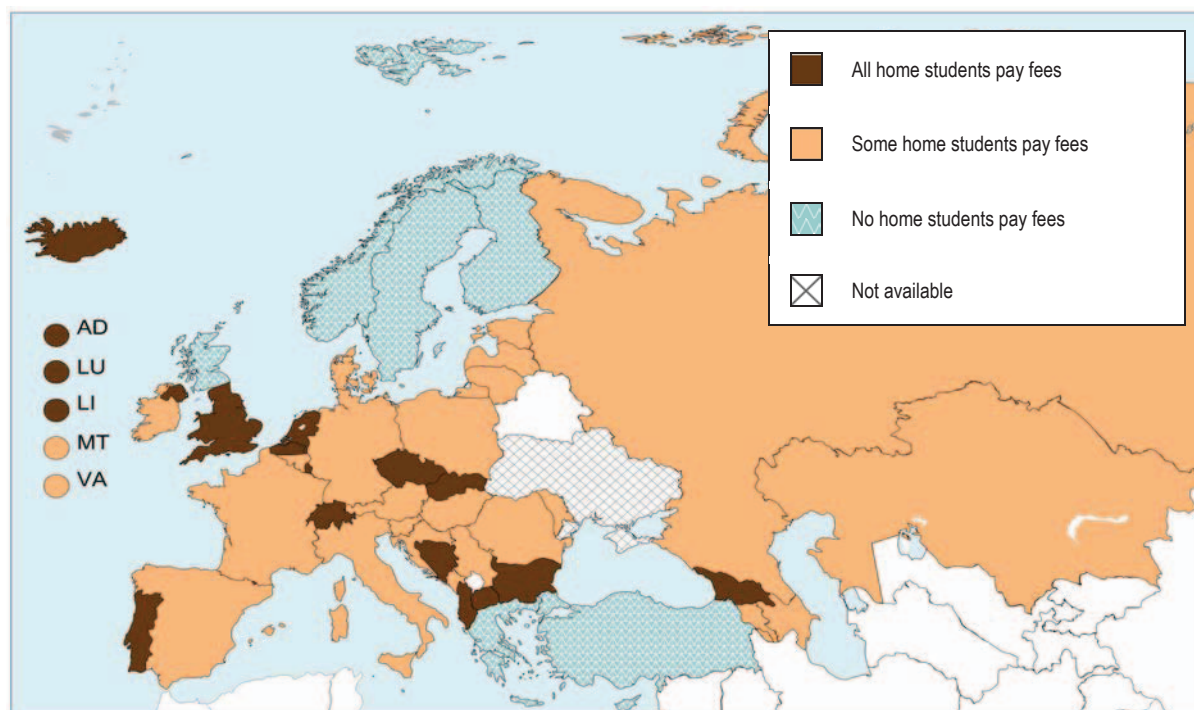 All home students pay fees
Some home students pay fees
No home students pay fees
Not available
AD
LU
LI
MT
VA